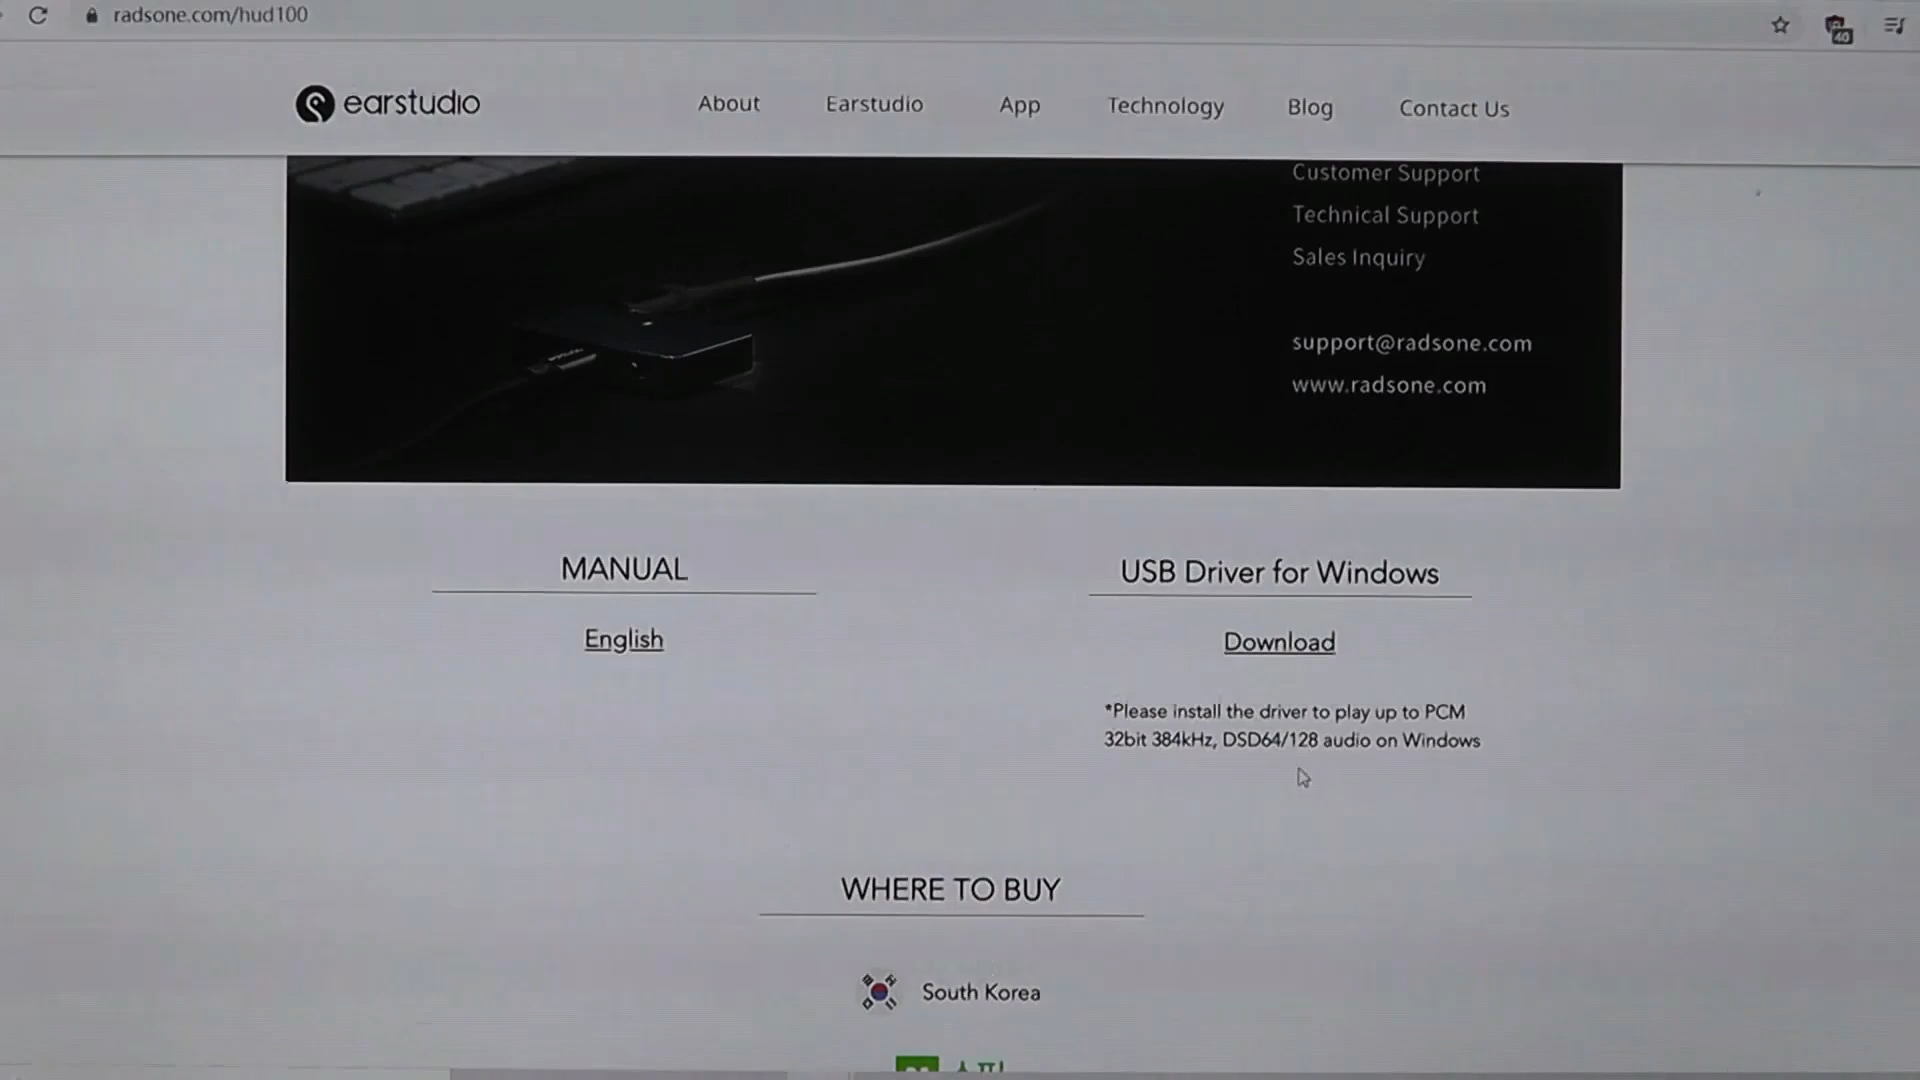 radsone.com/hud100
40
earstudio
About Earstudio App Technology Blog Contact Us
Customer Support
Technical Support
Sales Inquiry
support@radsone.com
www.radsone.com
MANUAL
English
USB Driver for Windows
Download
*Please install the driver to play up to PCM
32bit 384kHz, DSD64/128 audio on Windows
WHERE TO BUY
South Korea